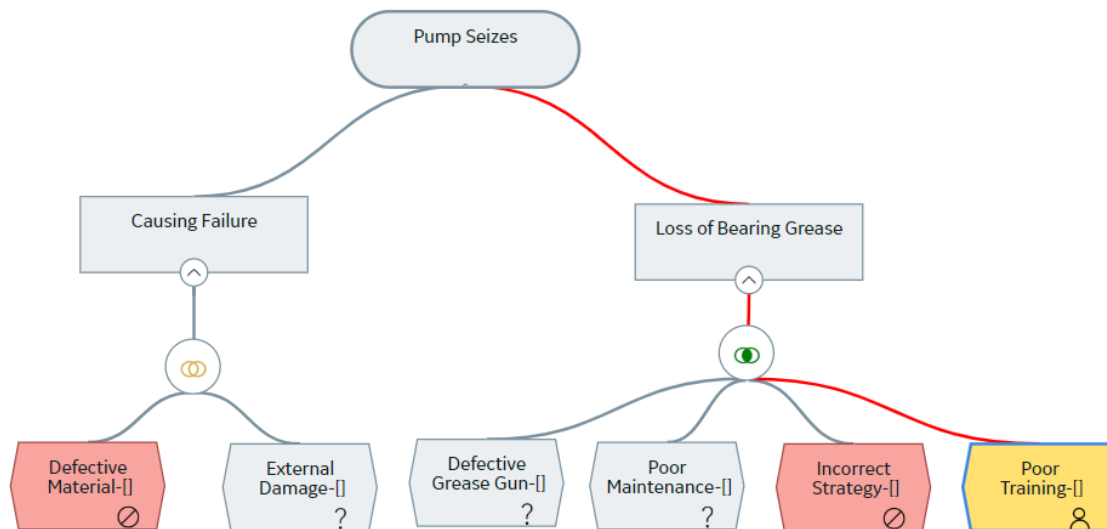 Pump Seizes
Causing Failure
Loss of Bearing Grease
Defective
Material-[]
External
Damage-[]
?
Defective
Grease Gun-[]
?
Poor
Maintenance-[]
?
Incorrect
Strategy-[]
Poor
Training-[]